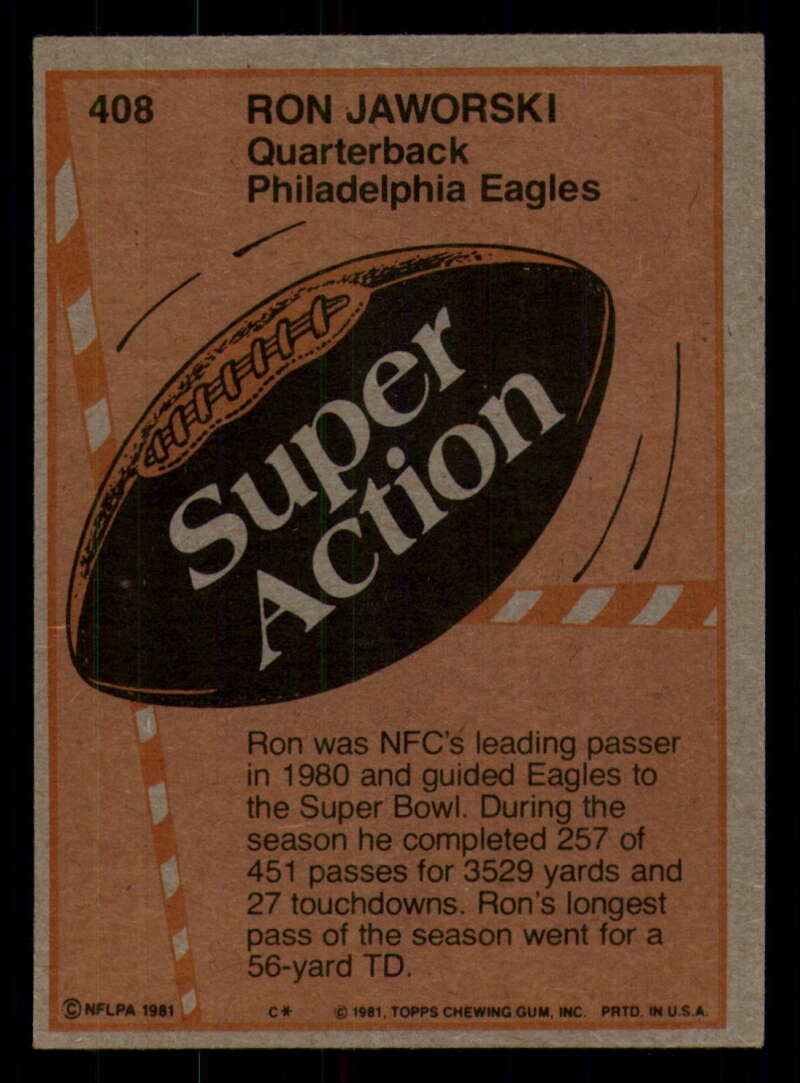 408
RON JAWORSKI
Quarterback
Philadelphia Eagles
Super
Action
Ron was NFC's leading passer
in 1980 and guided Eagles to
the Super Bowl. During the
season he completed 257 of
451 passes for 3529 yards and
27 touchdowns. Ron's longest
pass of the season went for a
56-yard TD.
© NFLPA 1981 C* © 1981, TOPPS CHEWING GUM, INC. PRTD. IN U.S.A.